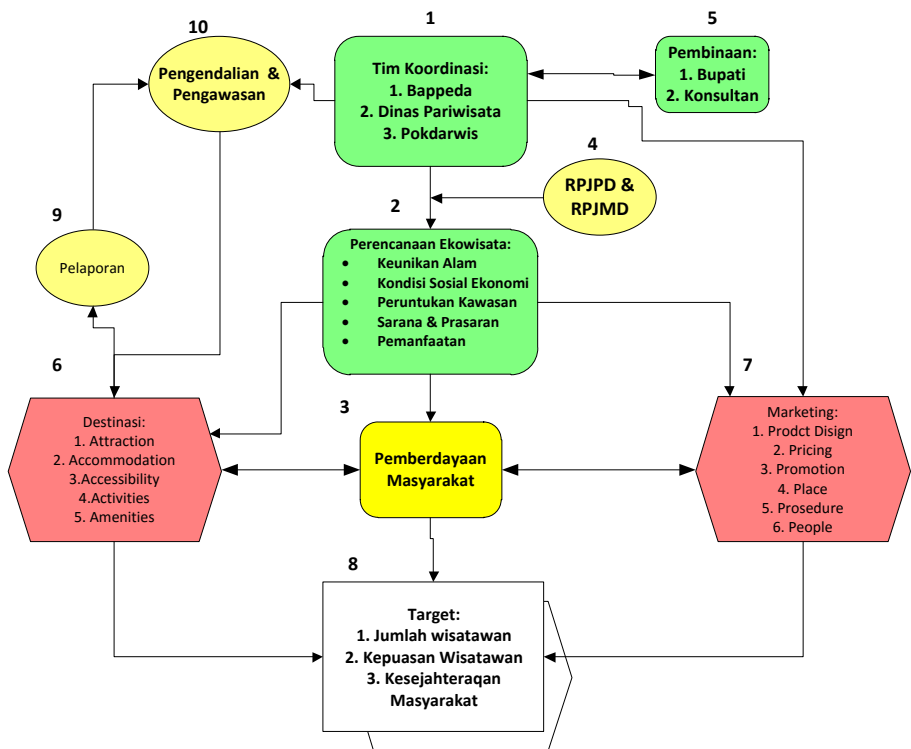 1
Tim Koordinasi:
1. Bappeda
2. Dinas Pariwisata
3. Pokdarwis
5
Pembinaan:
1. Bupati
2. Konsultan
10
Pengendalian &
Pengawasan
4
RPJPD &
RPJMD
2
Perencanaan Ekowisata:
• Keunikan Alam
• Kondisi Sosial Ekonomi
• Peruntukan Kawasan
• Sarana & Prasaran
• Pemanfaatan
9
Pelaporan
6
Destinasi:
1. Attraction
2. Accommodation
3.Accessibility
4.Activities
5. Amenities
3
Pemberdayaan
Masyarakat
7
Marketing:
1. Prodct Disign
2. Pricing
3. Promotion
4. Place
5. Prosedure
6. People
8
Target:
1. Jumlah wisatawan
2. Kepuasan Wisatawan
3. Kesejahteraqan
Masyarakat